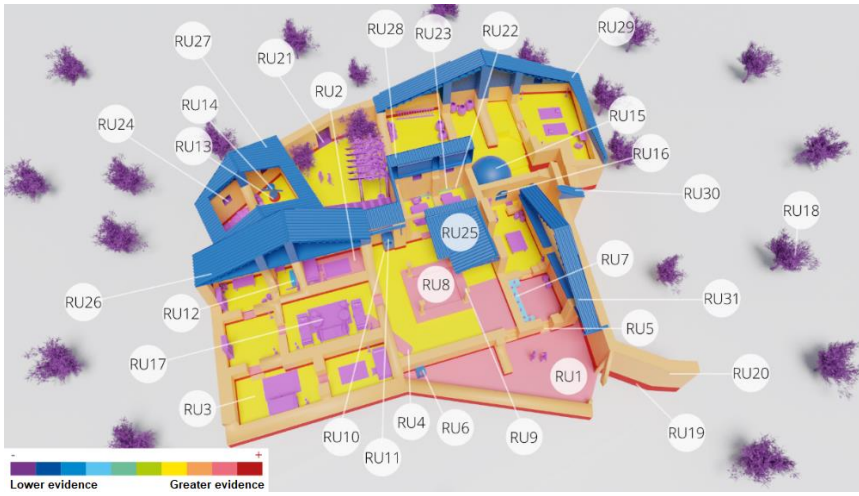 RU28
RU23
RU22
RU29
RU27
RU21
RU2
RU14
RU24
RU13
RU15
RU16
RU30
RU18
RU25
RU7
RU8
RU26
RU12
RU31
RU5
RU17
RU1
RU20
RU3
RU10
RU4
RU6
RU9
RU19
RU11
- +
Lower evidence Greater evidence